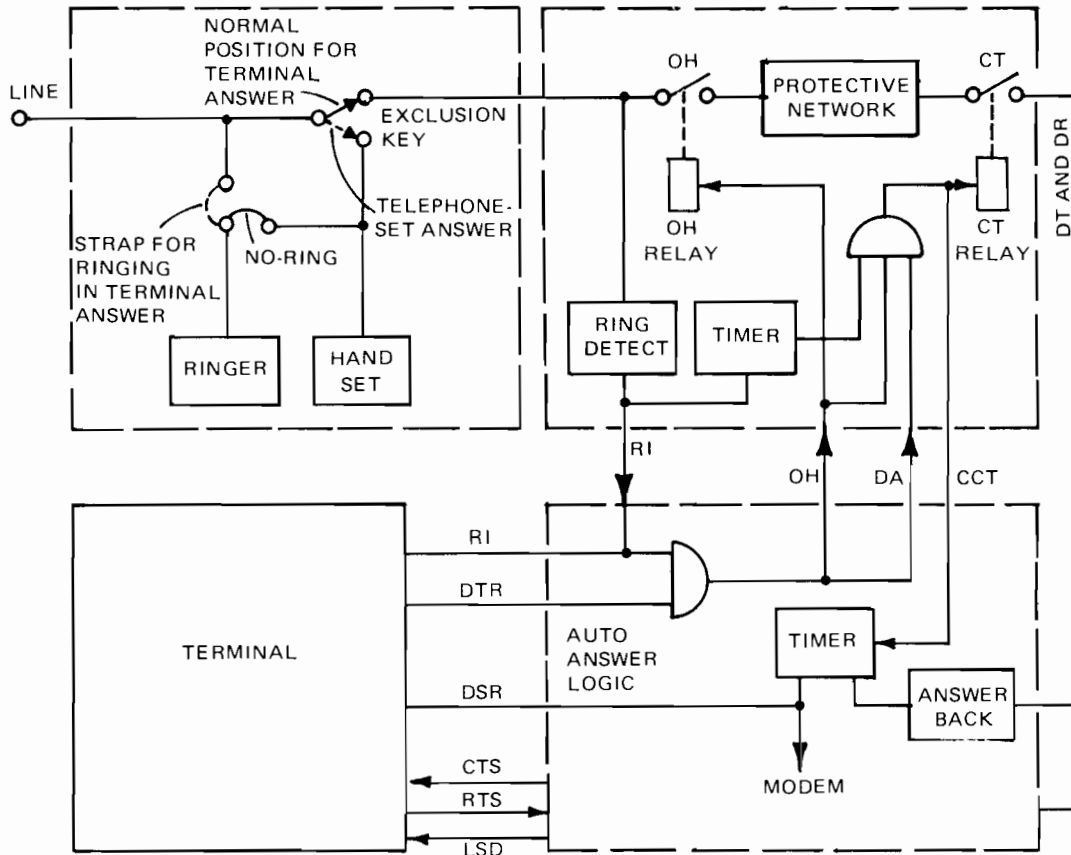 LINE
NORMAL
POSITION FOR
TERMINAL
ANSWER
EXCLUSION
KEY
TELEPHONE-
SET ANSWER
STRAP FOR
RINGING
IN TERMINAL
ANSWER
NO-RING
RINGER
HAND
SET
OH
PROTECTIVE
NETWORK
CT
OH
RELAY
CT
RELAY
DT AND DR
RING
DETECT
TIMER
RI
OH
DA
CCT
TERMINAL
RI
DTR
DSR
CTS
RTS
LSD
AUTO
ANSWER
LOGIC
TIMER
ANSWER
BACK
MODEM